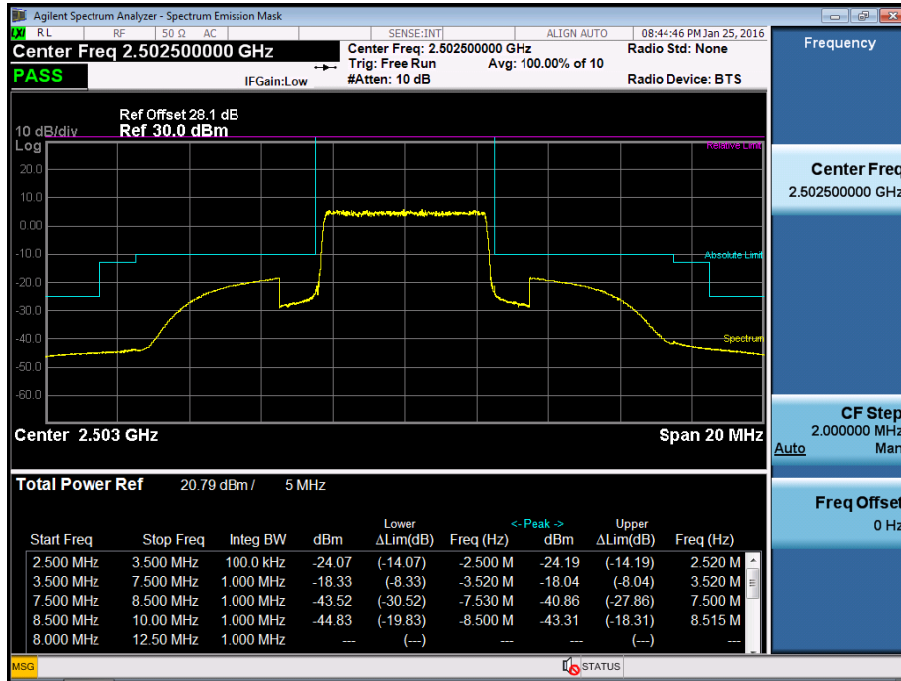 Agilent Spectrum Analyzer - Spectrum Emission Mask
LXI RL RF 50 Ω AC SENSE:INT ALIGN AUTO 08:44:46 PM Jan 25, 2016
Center Freq 2.502500000 GHz
Center Freq: 2.502500000 GHz
Radio Std: None
Trig: Free Run Avg: 100.00% of 10
PASS
IFGain:Low
#Atten: 10 dB
Radio Device: BTS
Ref Offset 28.1 dB
10 dB/div Ref 30.0 dBm
Log
Relative Limit
20.0
10.0
0.00
-10.0
Absolute Limit
-20.0
-30.0
-40.0
Spectrum
-50.0
-60.0
Center 2.503 GHz Span 20 MHz
Total Power Ref 20.79 dBm / 5 MHz
Lower <- Peak -> Upper
Start Freq Stop Freq Integ BW dBm ΔLim(dB) Freq (Hz) dBm ΔLim(dB) Freq (Hz)
2.500 MHz 3.500 MHz 100.0 kHz -24.07 (-14.07) -2.500 M -24.19 (-14.19) 2.520 M
3.500 MHz 7.500 MHz 1.000 MHz -18.33 (-8.33) -3.520 M -18.04 (-8.04) 3.520 M
7.500 MHz 8.500 MHz 1.000 MHz -43.52 (-30.52) -7.530 M -40.86 (-27.86) 7.500 M
8.500 MHz 10.00 MHz 1.000 MHz -44.83 (-19.83) -8.500 M -43.31 (-18.31) 8.515 M
8.000 MHz 12.50 MHz 1.000 MHz --- (---) --- --- (---) ---
MSG STATUS
Frequency
Center Freq
2.502500000 GHz
CF Step
2.000000 MHz
Auto Man
Freq Offset
0 Hz